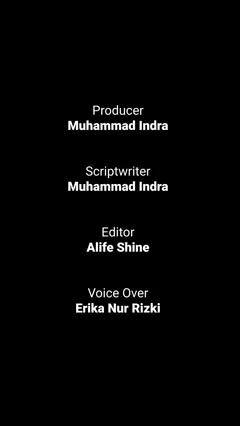 Producer
Muhammad Indra
Scriptwriter
Muhammad Indra
Editor
Alife Shine
Voice Over
Erika Nur Rizki